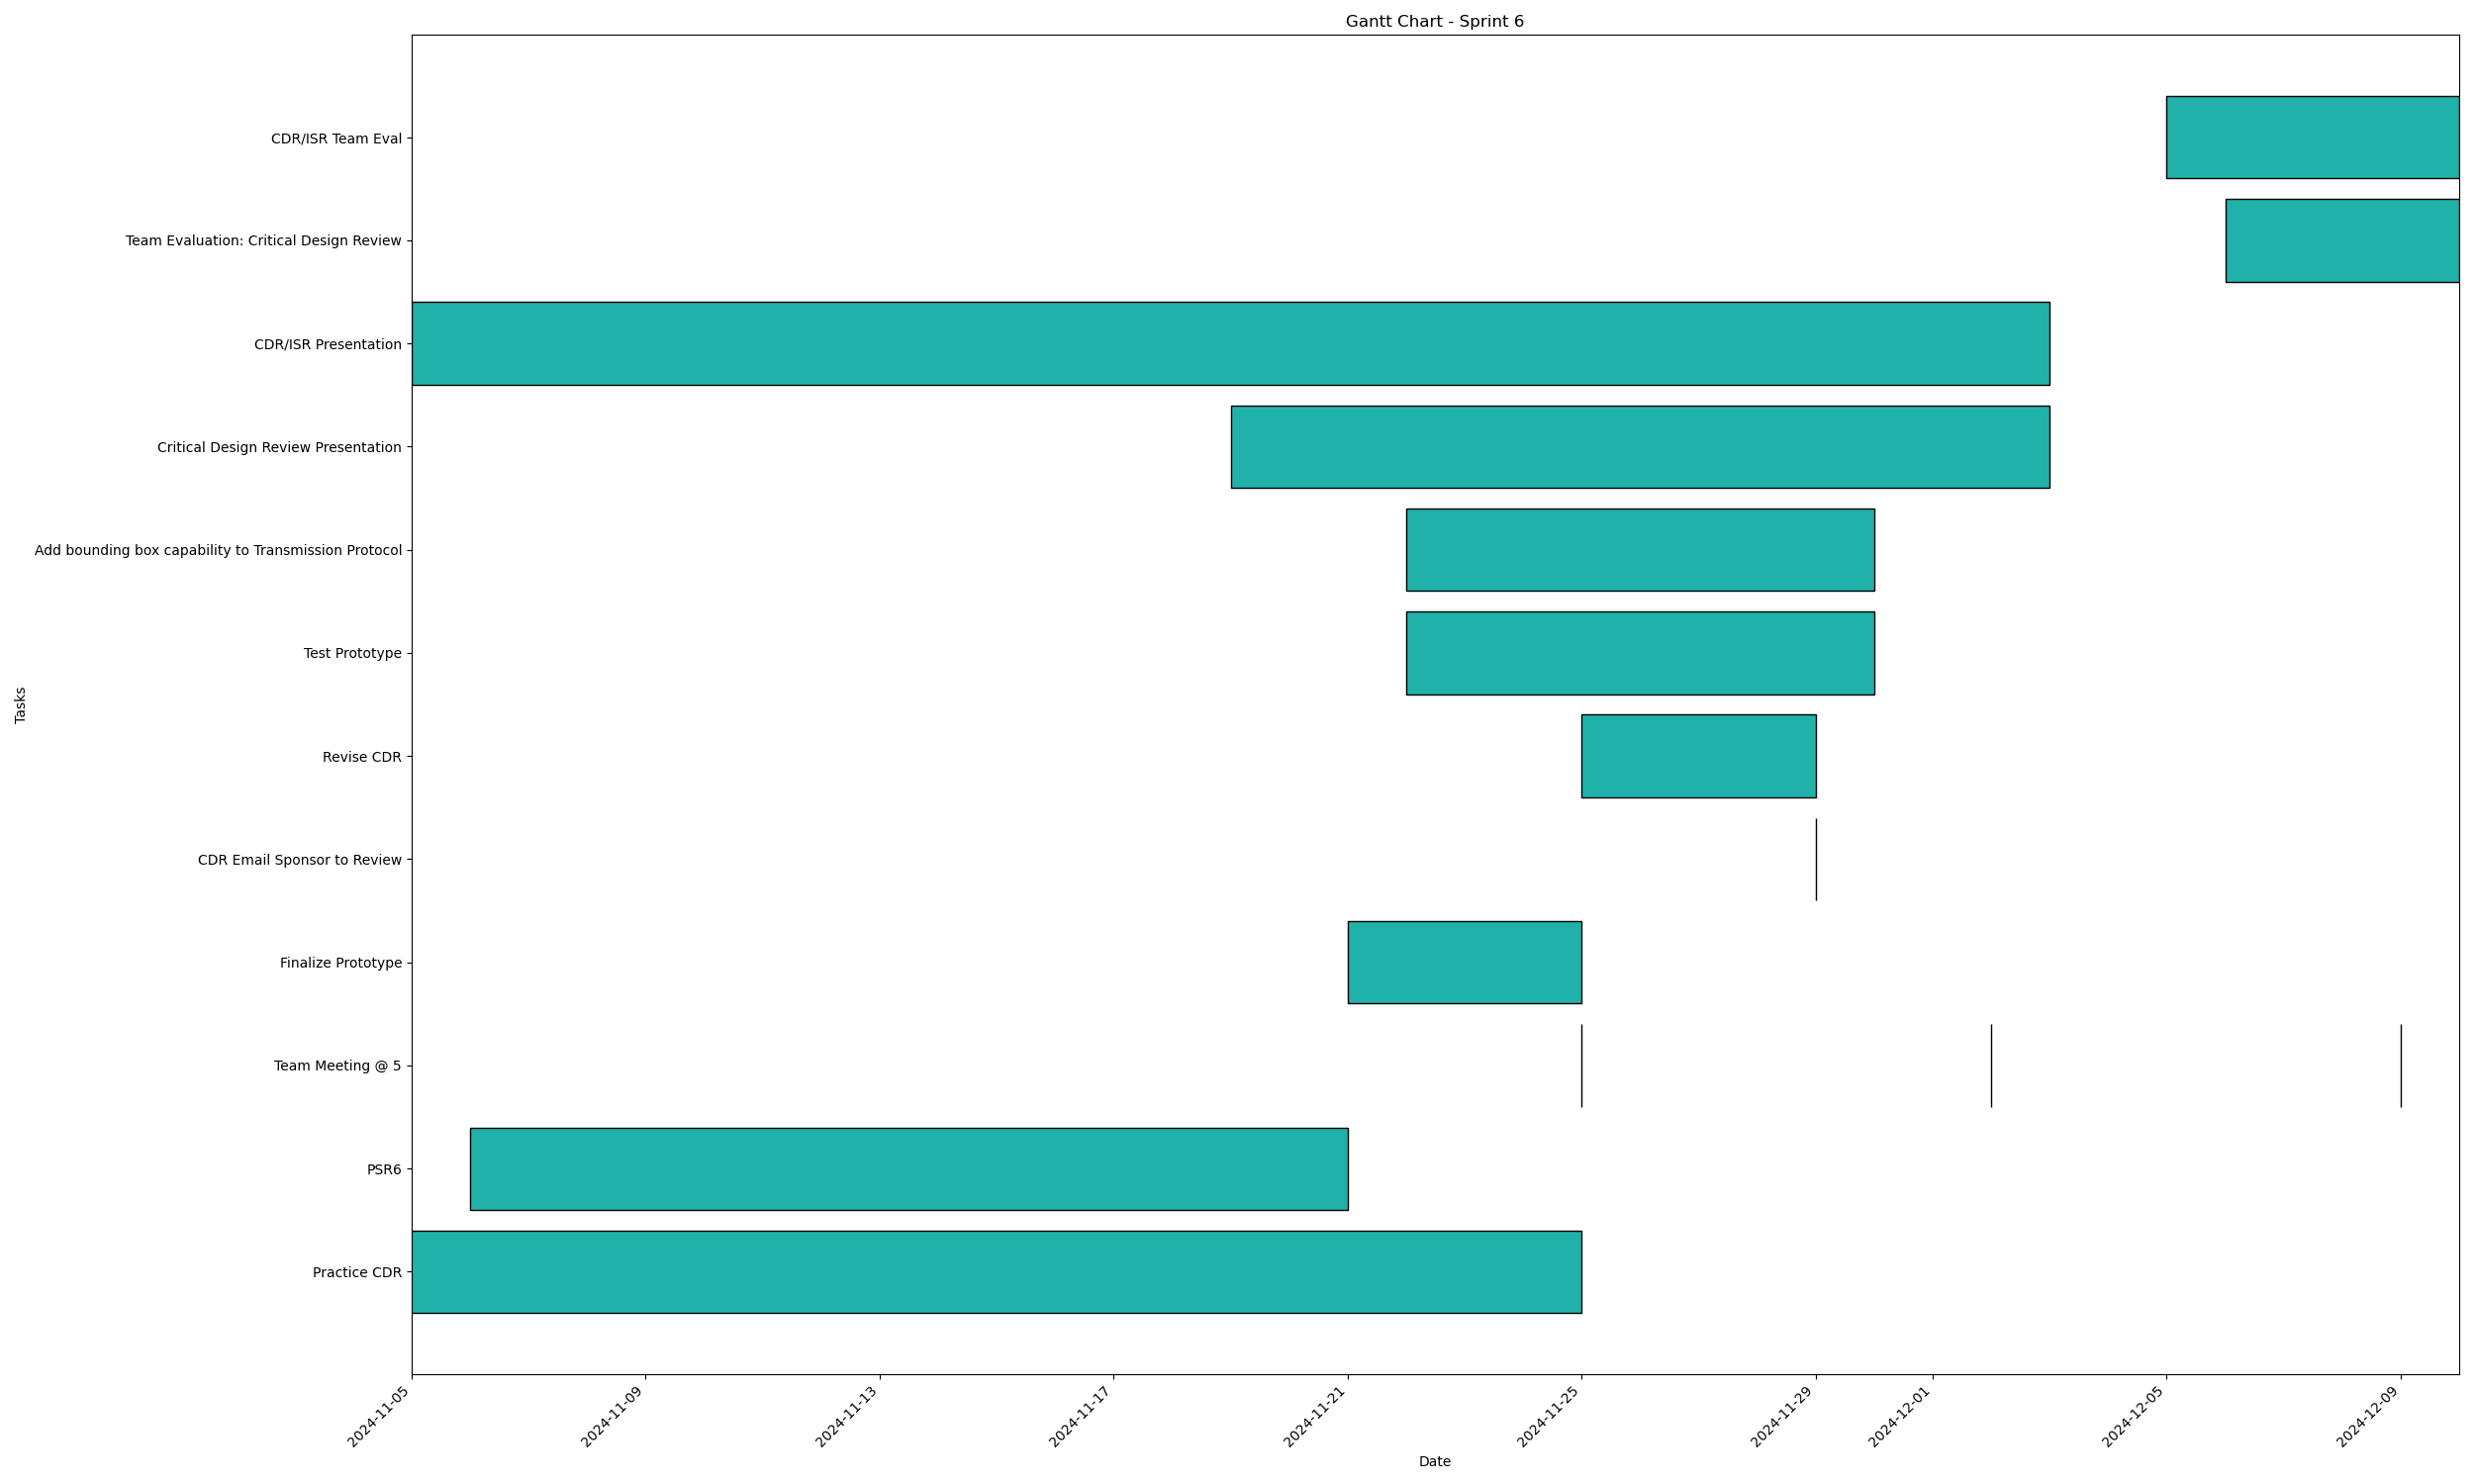 Gantt Chart - Sprint 6
CDR/ISR Team Eval
Team Evaluation: Critical Design Review
CDR/ISR Presentation
Critical Design Review Presentation
Add bounding box capability to Transmission Protocol
Test Prototype
Revise CDR
CDR Email Sponsor to Review
Finalize Prototype
Team Meeting @ 5
PSR6
Practice CDR
Tasks
2024-11-05
2024-11-09
2024-11-13
2024-11-17
2024-11-21
2024-11-25
2024-11-29
2024-12-01
2024-12-05
2024-12-09
Date